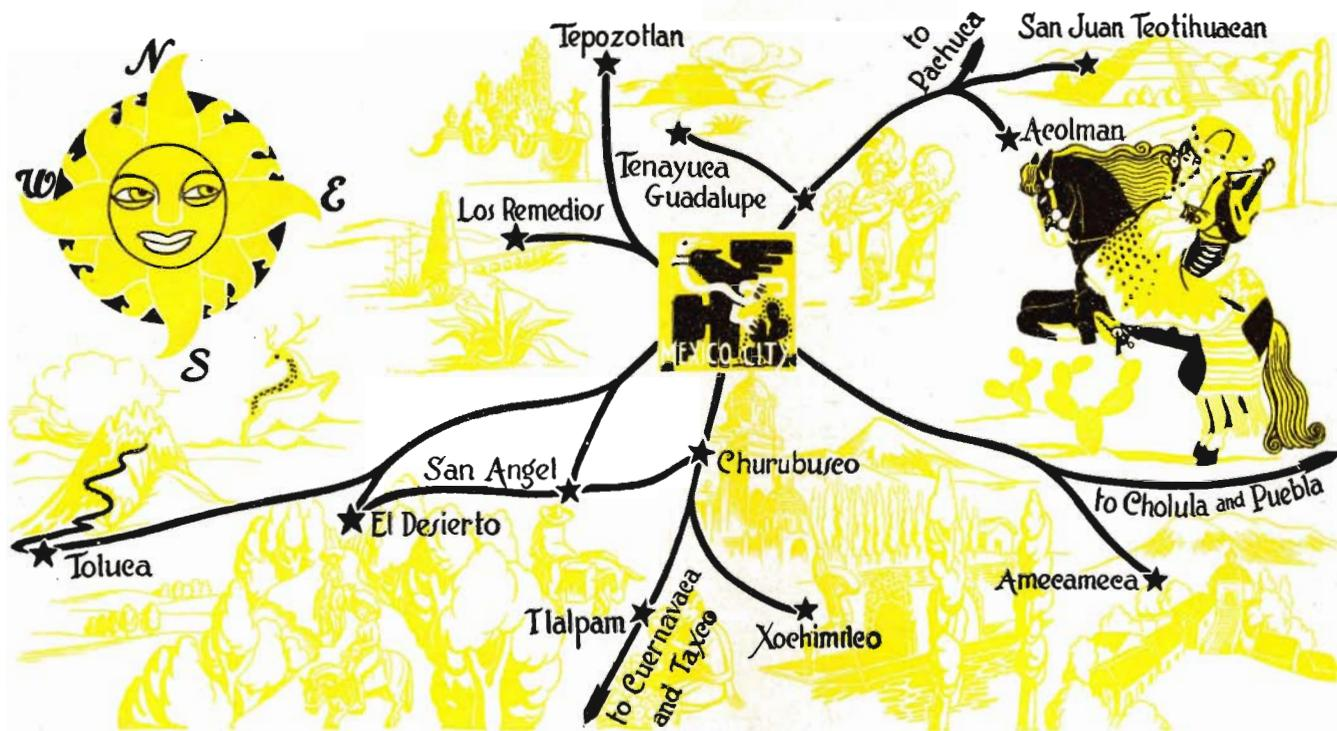 N
W
E
S
Tepozotlan
to
Pachuca
San Juan Teotihuacan
Acolman
Tenayuca
Guadalupe
Los Remedios
MEXICO CITY
San Angel
Churubusco
El Desierto
Toluca
to Cholula and Puebla
Amecameca
Tlalpam
Xochimilco
to Cuernavaca
and Taxco